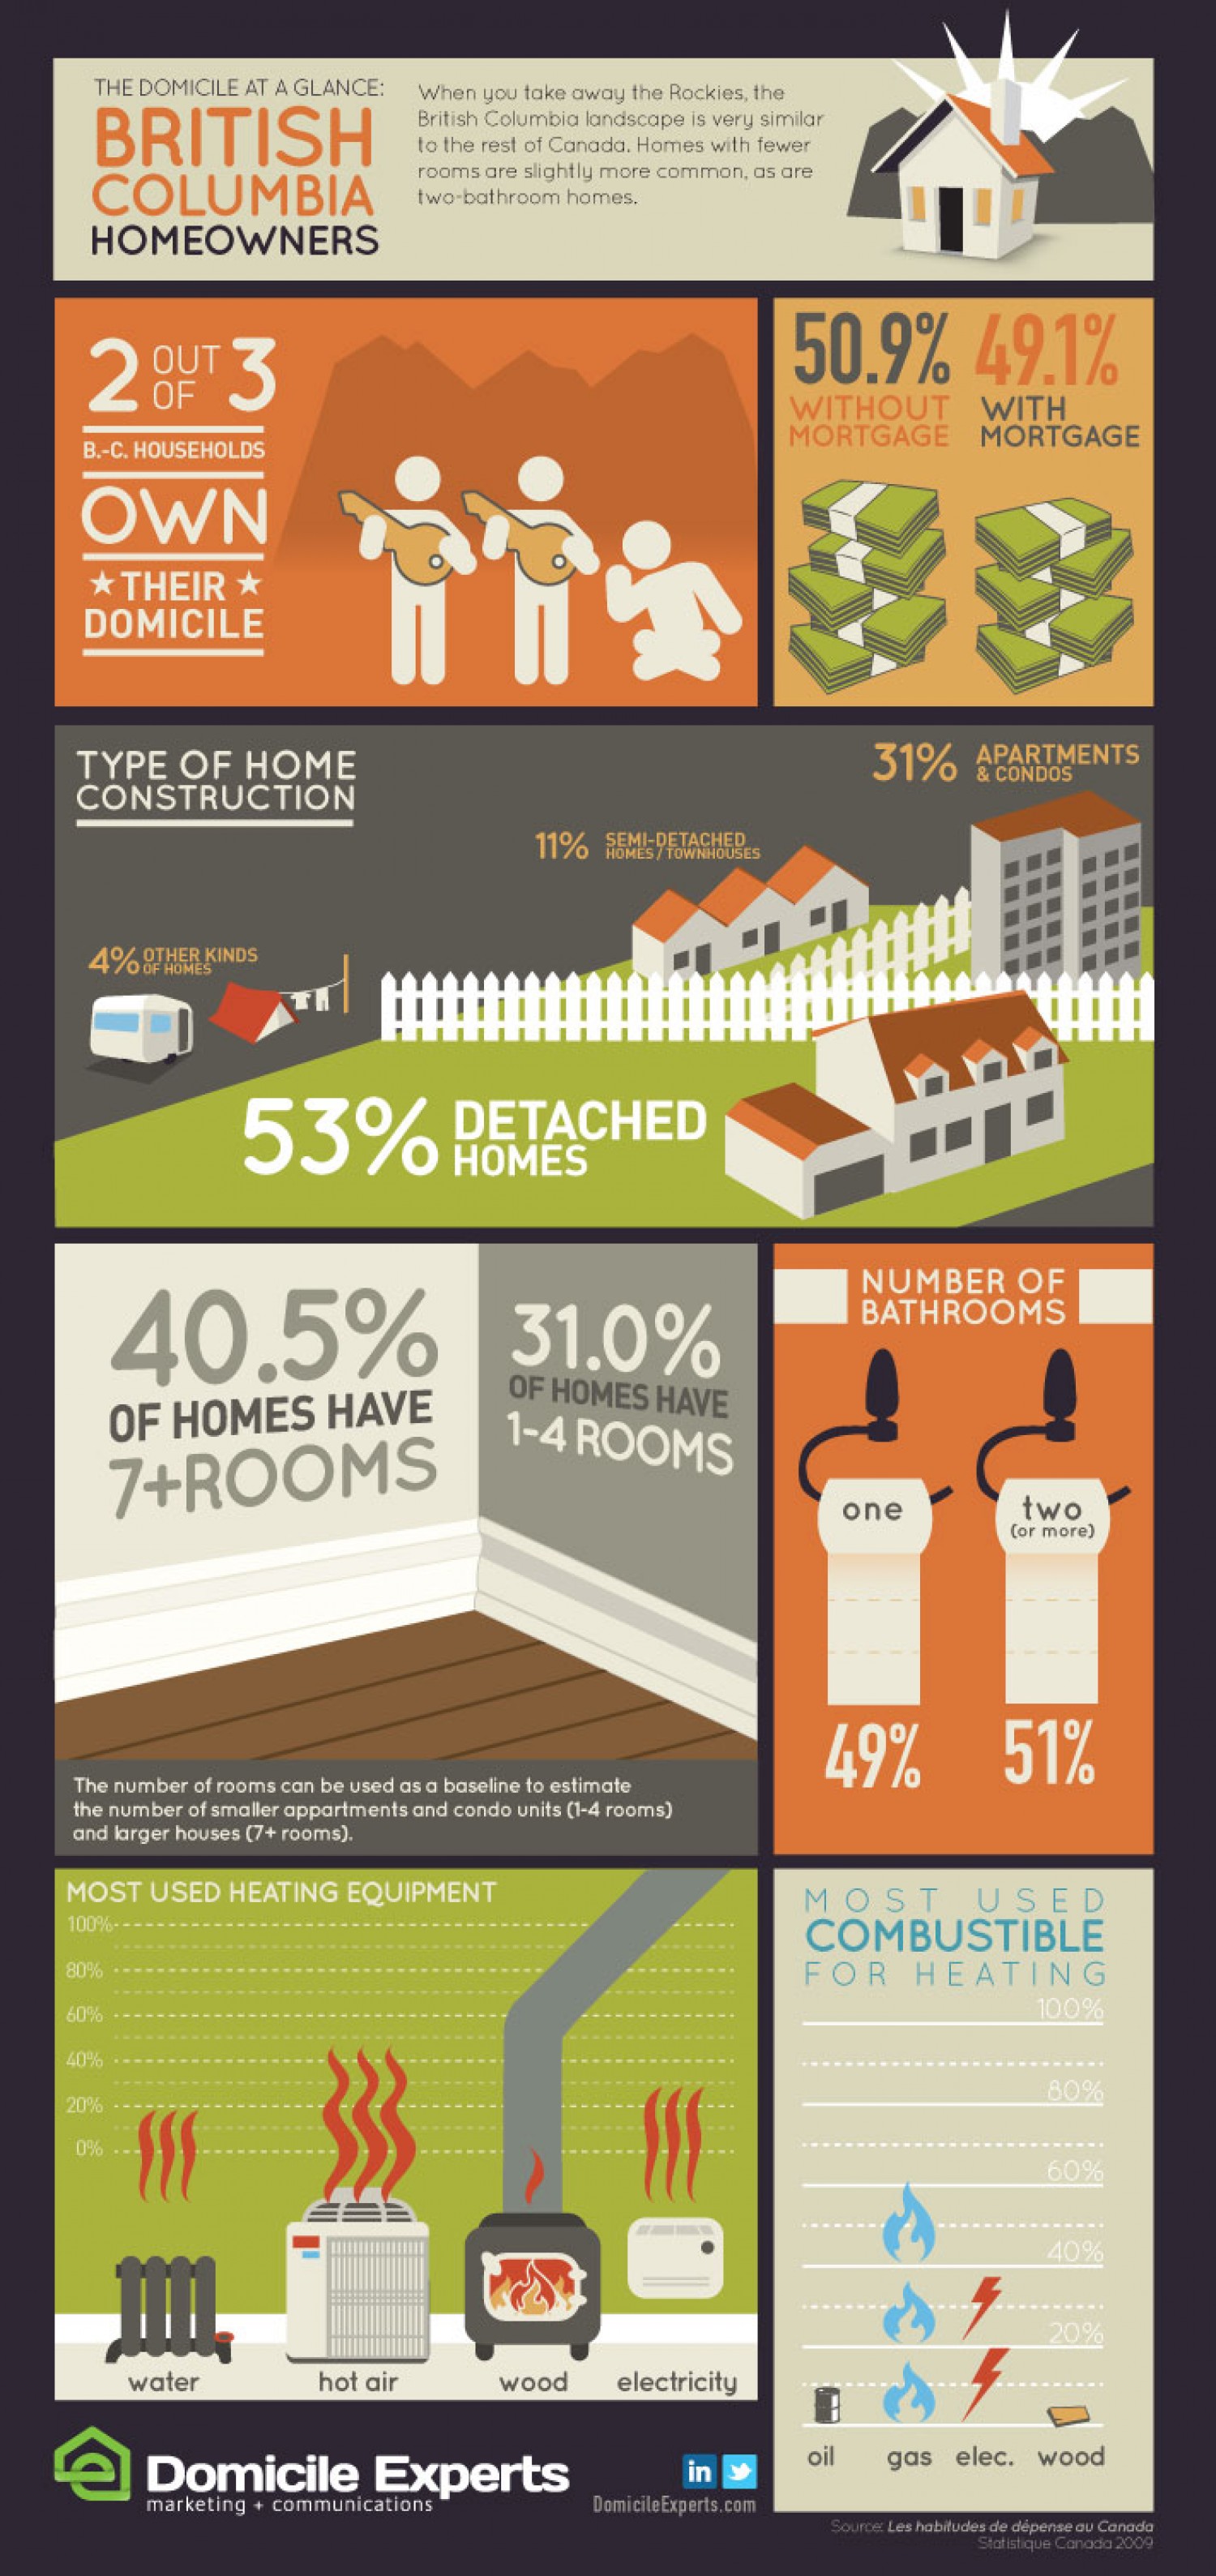 THE DOMICILE AT A GLANCE:
BRITISH
COLUMBIA
HOMEOWNERS
When you take away the Rockies, the
British Columbia landscape is very similar
to the rest of Canada. Homes with fewer
rooms are slightly more common, as are
two-bathroom homes.
2 OUT OF 3
B.-C. HOUSEHOLDS
OWN
★ THEIR ★
DOMICILE
50.9%
WITHOUT
MORTGAGE
49.1%
WITH
MORTGAGE
TYPE OF HOME
CONSTRUCTION
31% APARTMENTS
& CONDOS
11% SEMI-DETACHED
HOMES / TOWNHOUSES
4% OTHER KINDS
OF HOMES
53% DETACHED
HOMES
40.5%
OF HOMES HAVE
7+ROOMS
31.0%
OF HOMES HAVE
1-4 ROOMS
The number of rooms can be used as a baseline to estimate
the number of smaller appartments and condo units (1-4 rooms)
and larger houses (7+ rooms).
NUMBER OF
BATHROOMS
one
two
(or more)
49%
51%
MOST USED HEATING EQUIPMENT
100%
80%
60%
40%
20%
0%
water
hot air
wood
electricity
MOST USED
COMBUSTIBLE
FOR HEATING
100%
80%
60%
40%
20%
oil
gas
elec.
wood
e Domicile Experts
marketing + communications
in
DomicileExperts.com
Source: Les habitudes de dépense au Canada
Statistique Canada 2009